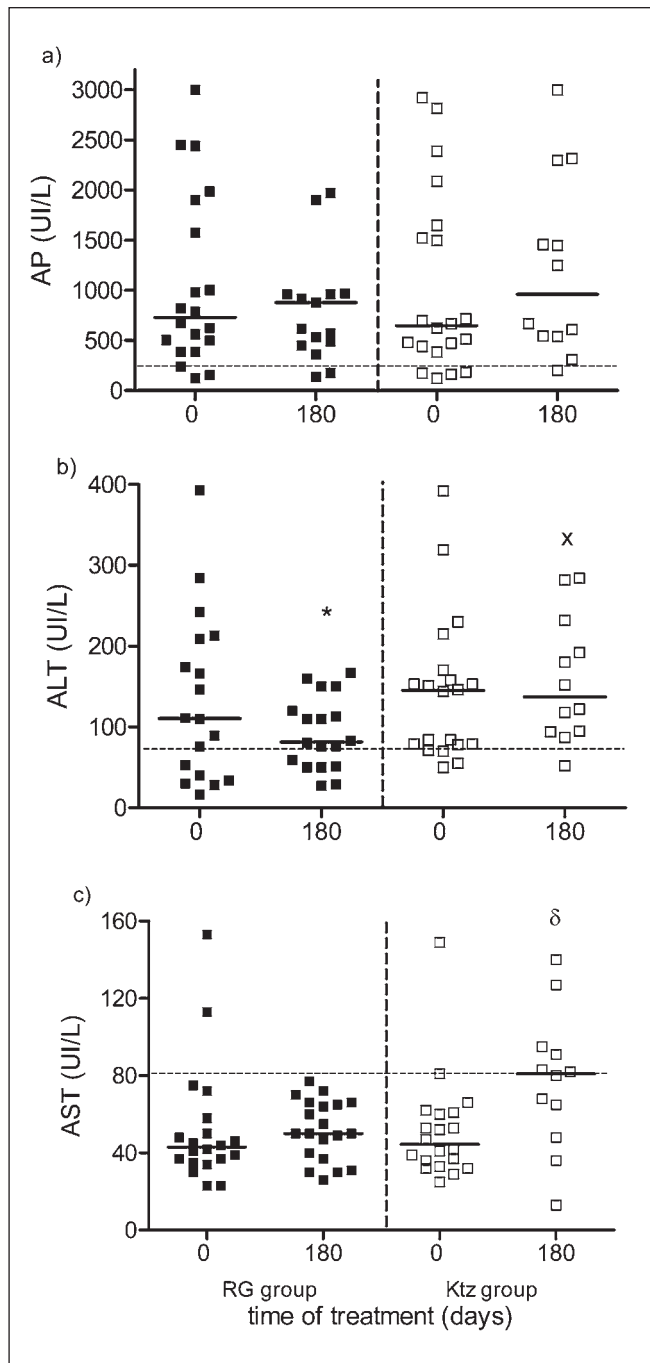 a)
3000
2500
2000
1500
1000
500
0
AP (UI/L)
0 180 0 180
b)
400
300
200
100
0
ALT (UI/L)
* x
0 180 0 180
c)
160
120
80
40
0
AST (UI/L)
δ
0 180 0 180
RG group Ktz group
time of treatment (days)